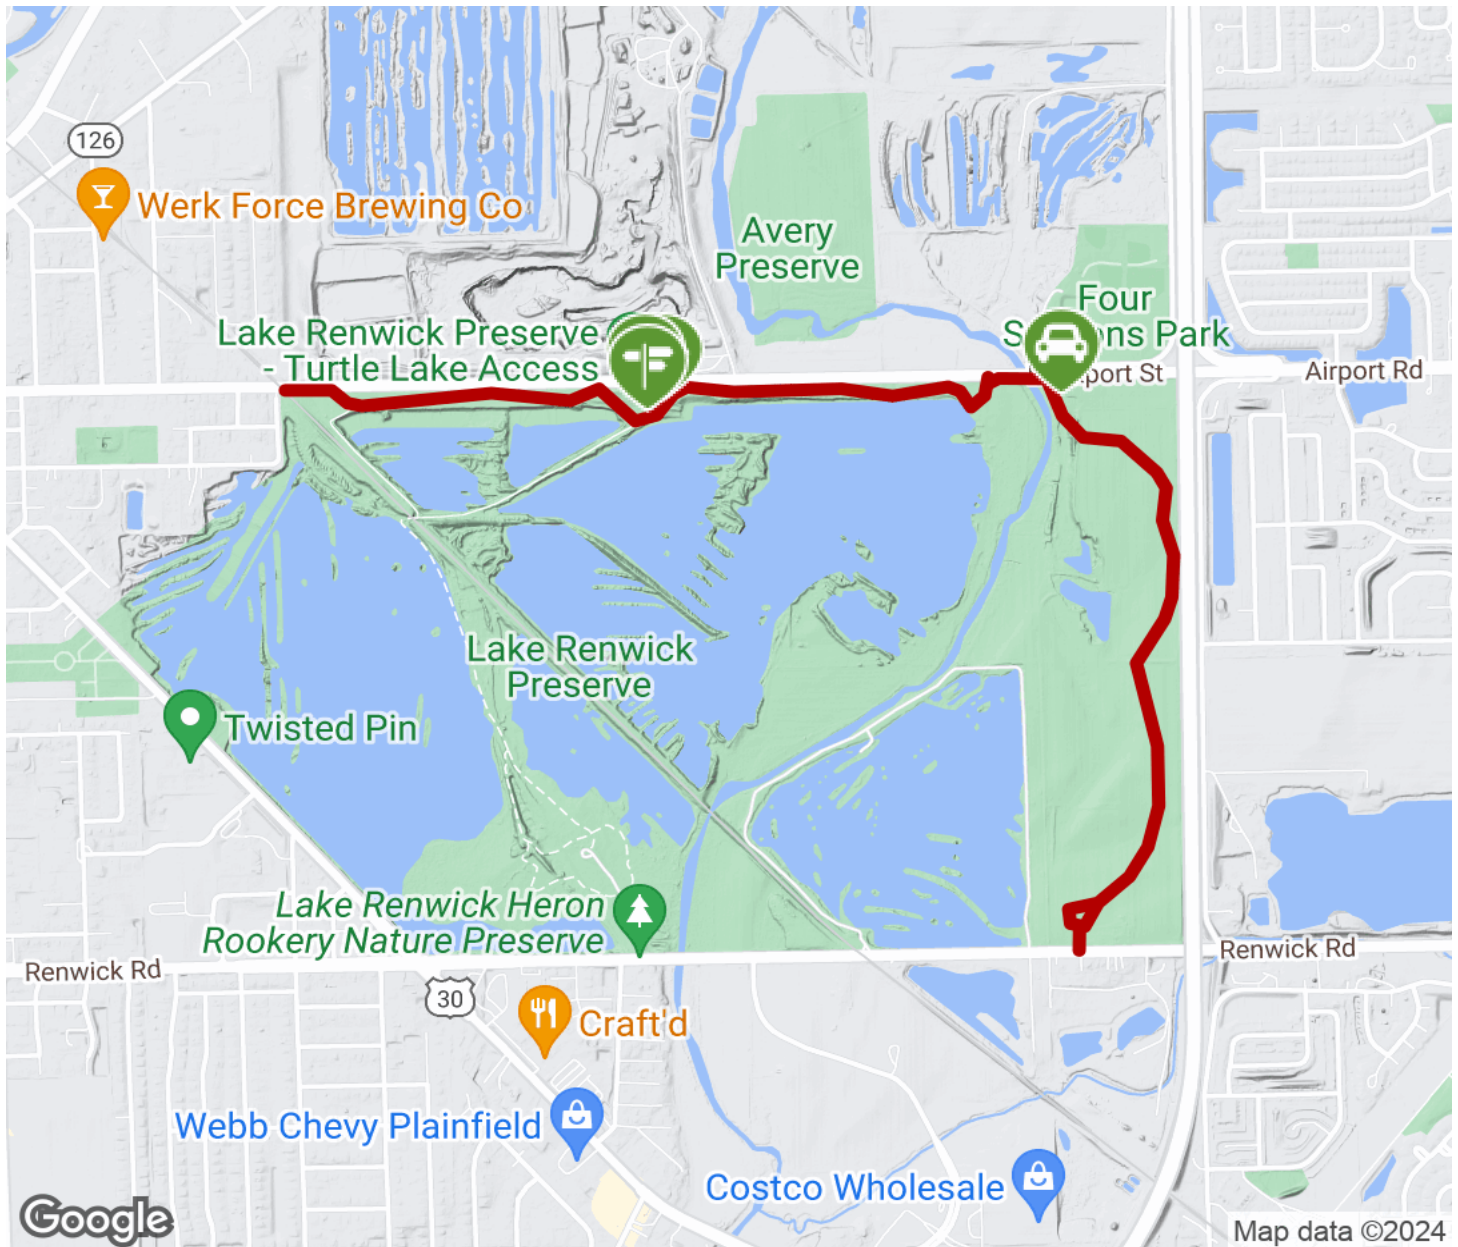 126
Werk Force Brewing Co
Avery
Preserve
Four
S ons Park
Lake Renwick Preserve
- Turtle Lake Access
port St
Airport Rd
Lake Renwick
Preserve
Twisted Pin
Lake Renwick Heron
Rookery Nature Preserve
Renwick Rd
Renwick Rd
30
Craft'd
Webb Chevy Plainfield
Costco Wholesale
Google
Map data ©2024